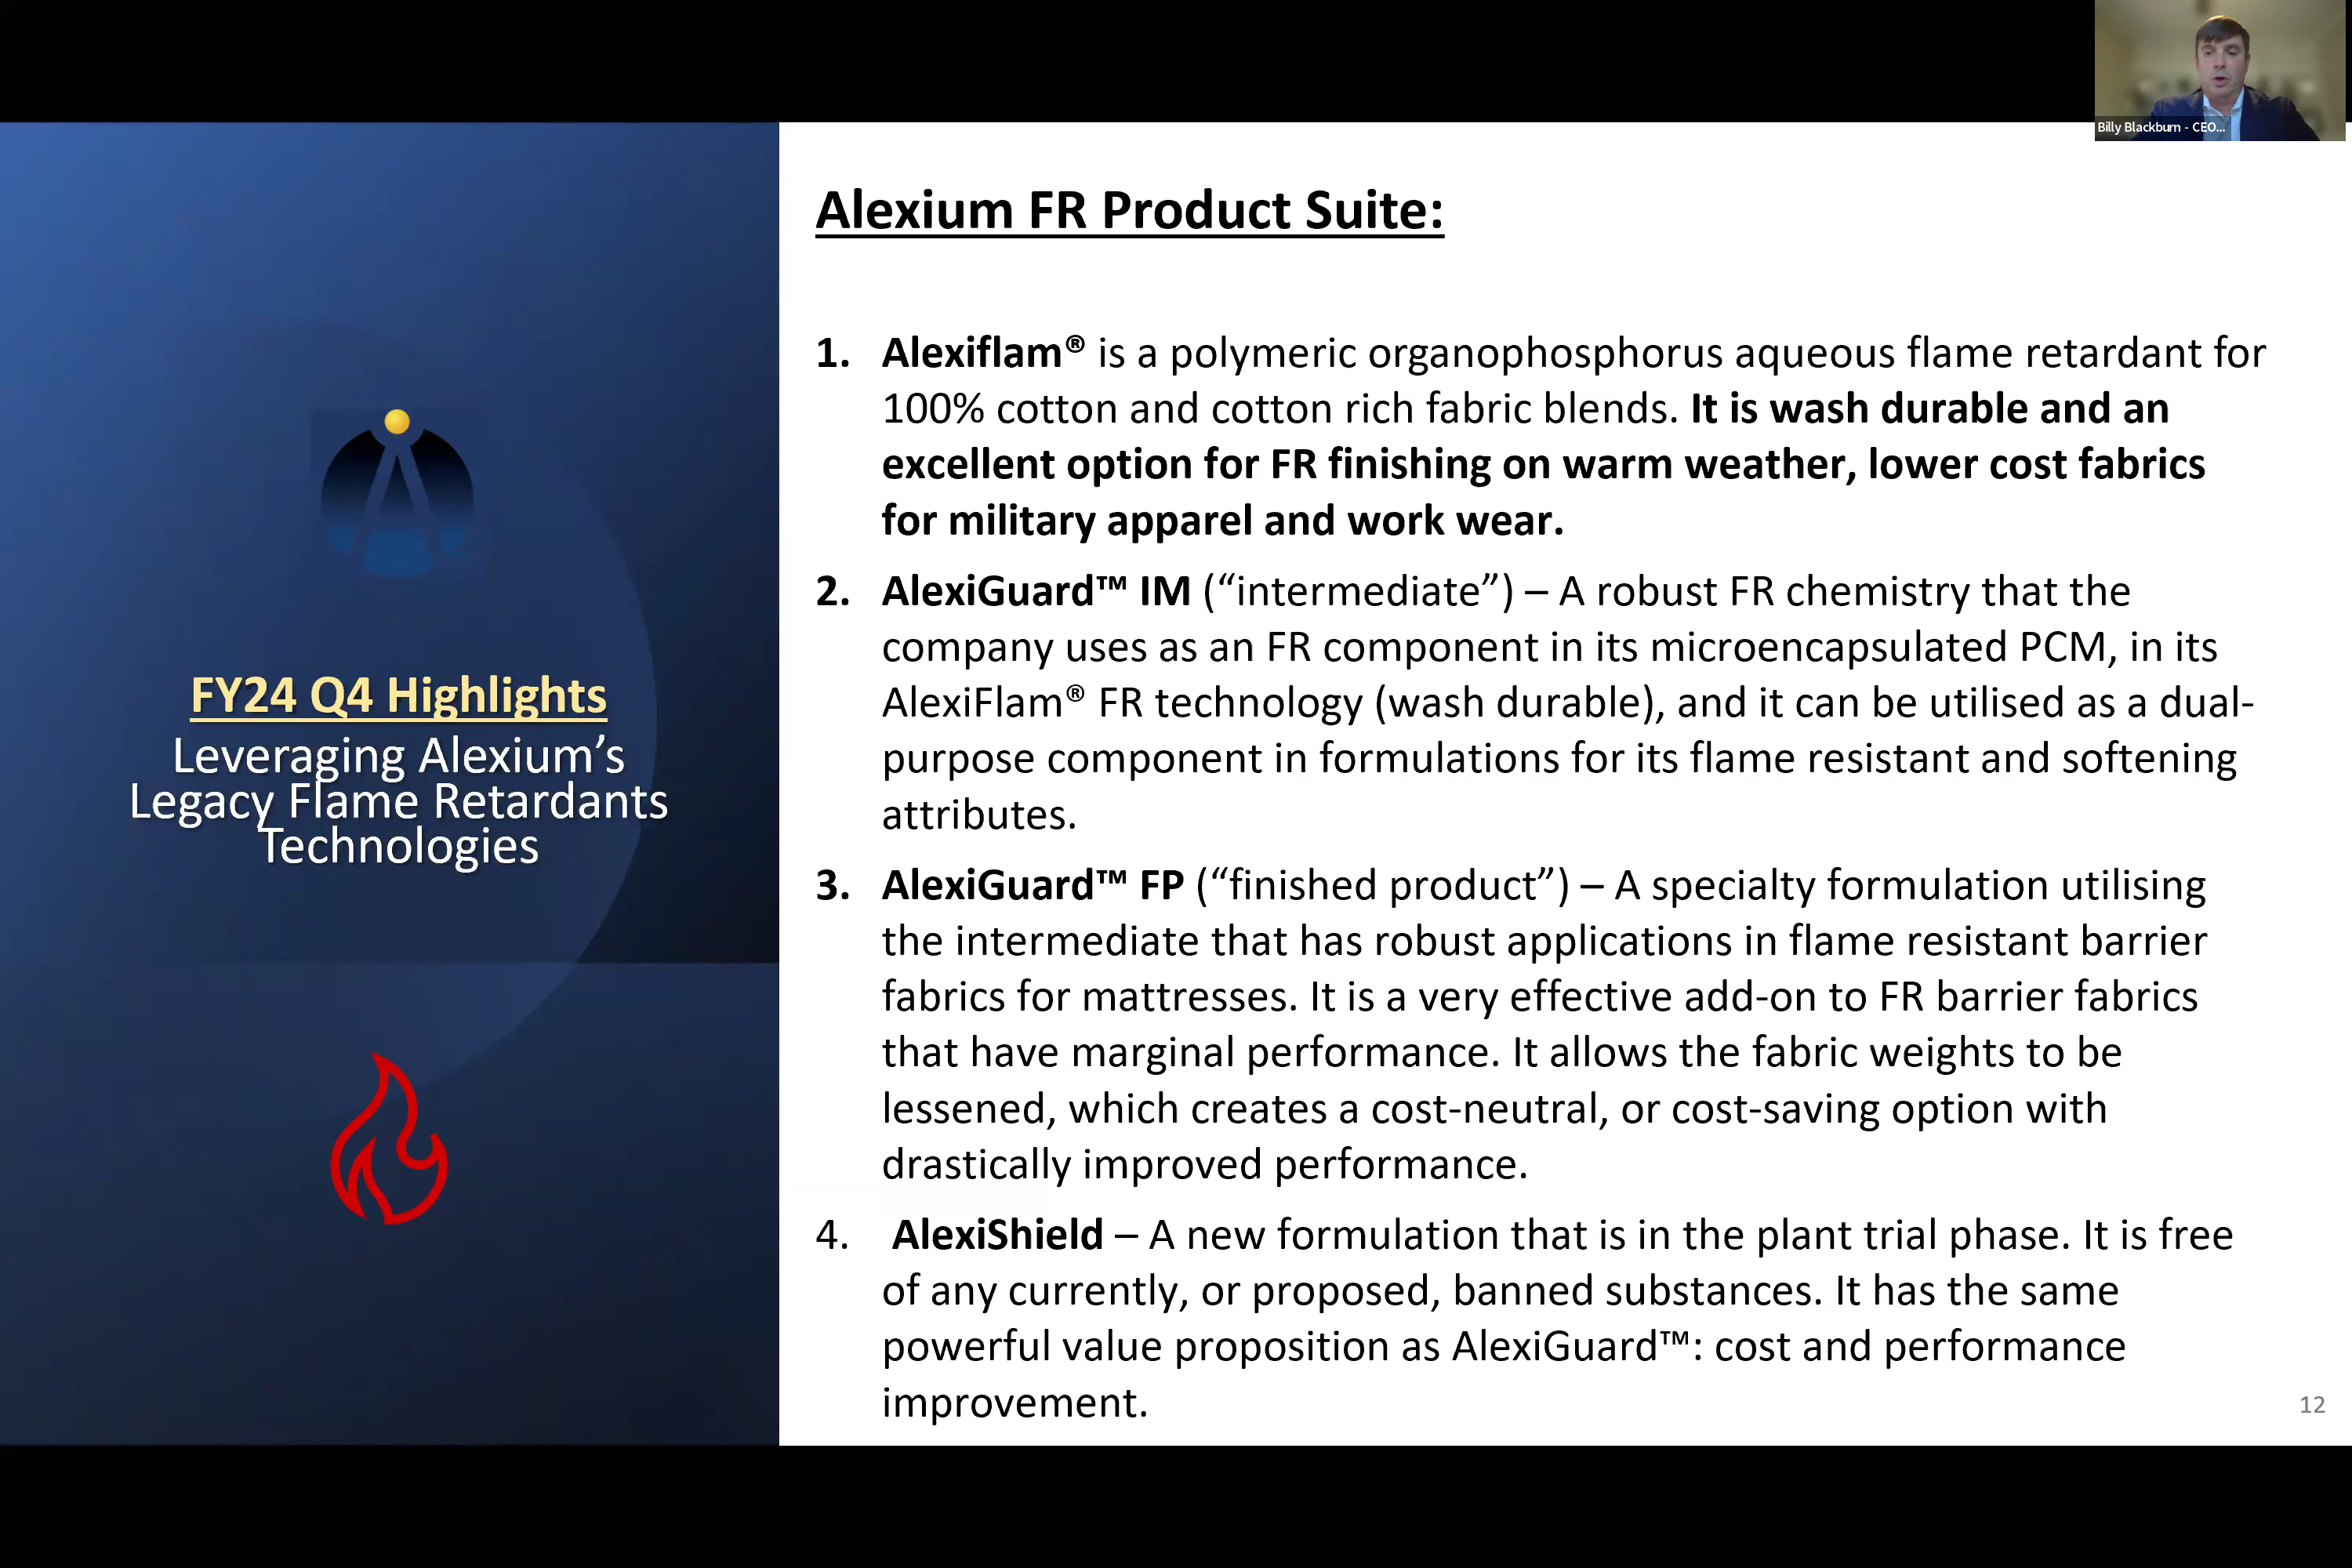 Billy Blackburn - CEO...
Alexium FR Product Suite:
FY24 Q4 Highlights
Leveraging Alexium's
Legacy Flame Retardants
Technologies
1. Alexiflam® is a polymeric organophosphorus aqueous flame retardant for
100% cotton and cotton rich fabric blends. It is wash durable and an
excellent option for FR finishing on warm weather, lower cost fabrics
for military apparel and work wear.
2. AlexiGuard™ IM (“intermediate”) – A robust FR chemistry that the
company uses as an FR component in its microencapsulated PCM, in its
AlexiFlam® FR technology (wash durable), and it can be utilised as a dual-
purpose component in formulations for its flame resistant and softening
attributes.
3. AlexiGuard™ FP (“finished product”) – A specialty formulation utilising
the intermediate that has robust applications in flame resistant barrier
fabrics for mattresses. It is a very effective add-on to FR barrier fabrics
that have marginal performance. It allows the fabric weights to be
lessened, which creates a cost-neutral, or cost-saving option with
drastically improved performance.
4. AlexiShield – A new formulation that is in the plant trial phase. It is free
of any currently, or proposed, banned substances. It has the same
powerful value proposition as AlexiGuard™: cost and performance
improvement.
12